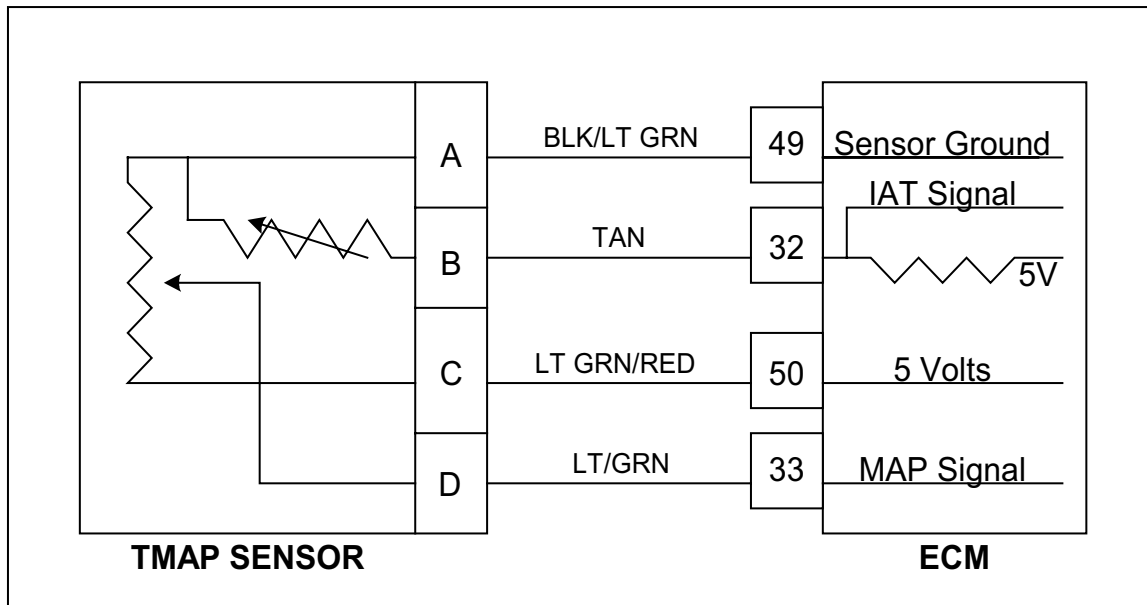 A
BLK/LT GRN
49
Sensor Ground
IAT Signal
B
TAN
32
5V
C
LT GRN/RED
50
5 Volts
D
LT/GRN
33
MAP Signal
TMAP SENSOR
ECM